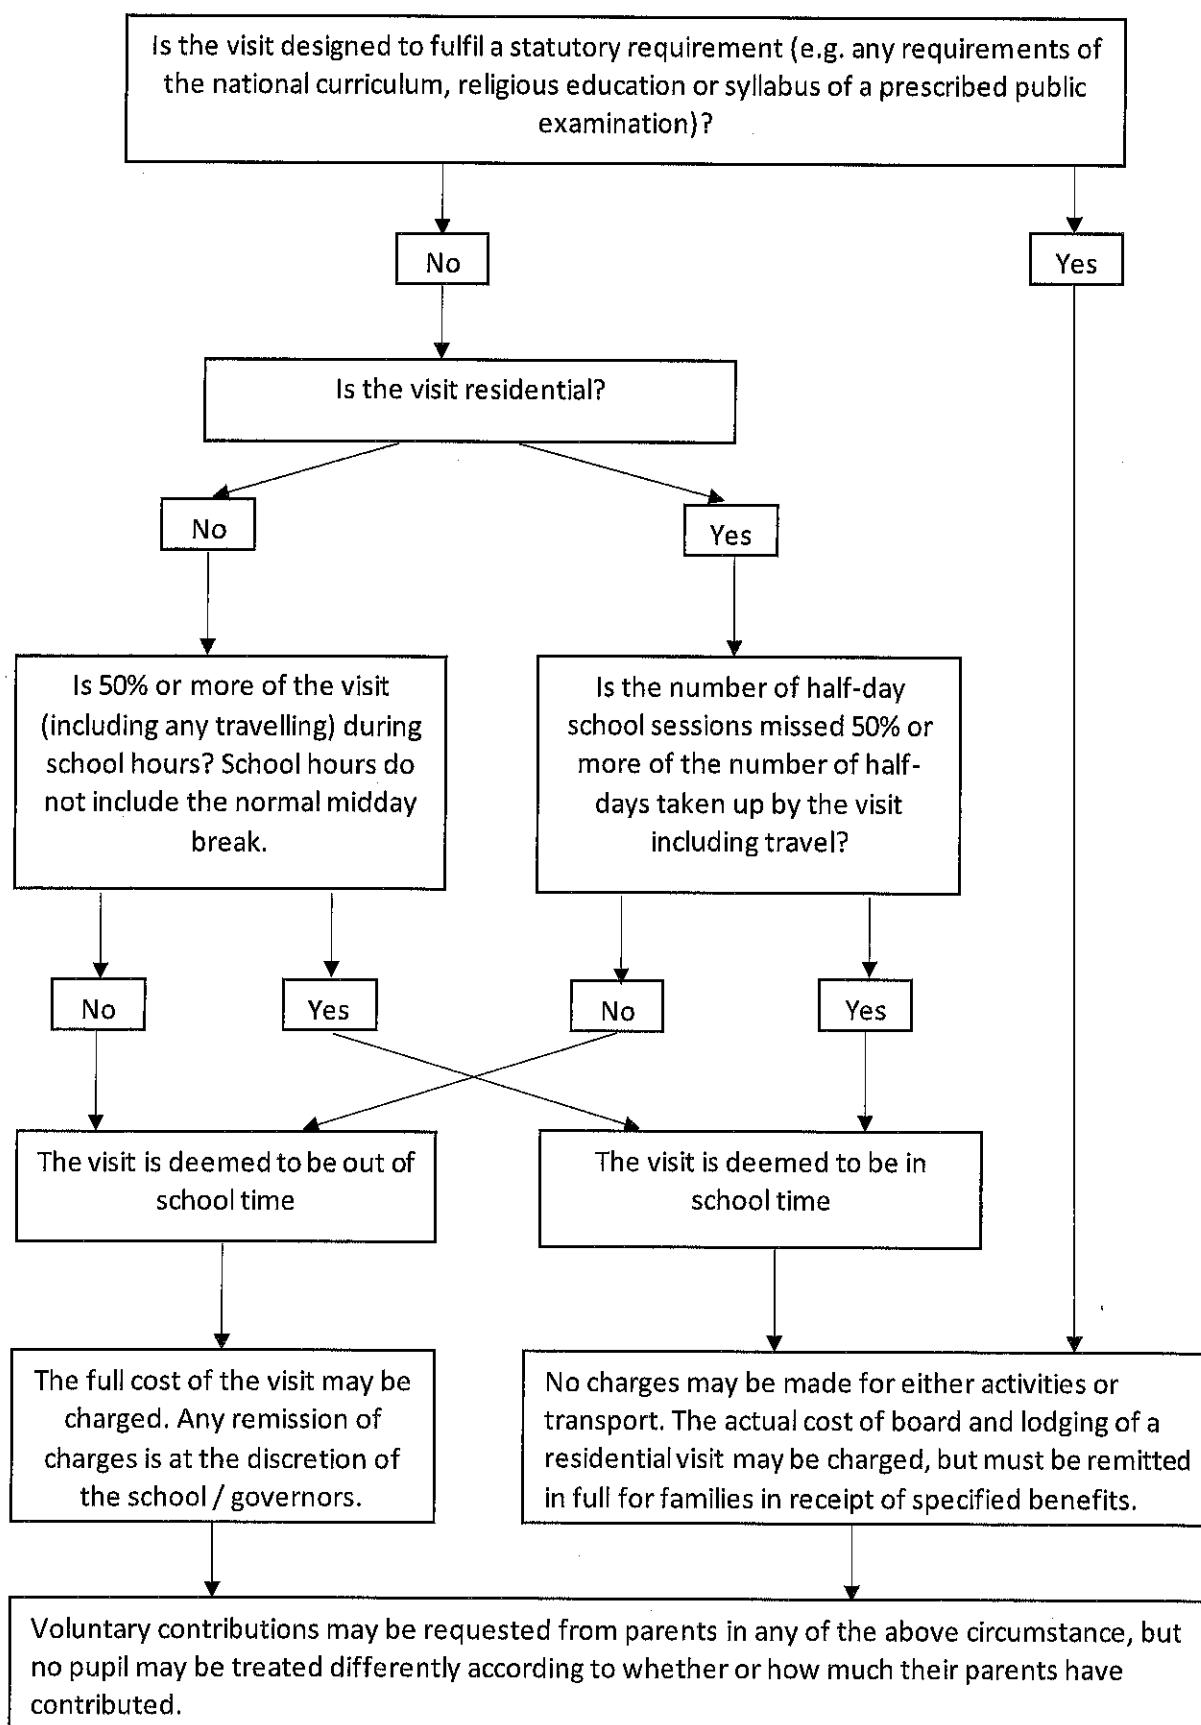 Is the visit designed to fulfil a statutory requirement (e.g. any requirements of
the national curriculum, religious education or syllabus of a prescribed public
examination)?
No
Yes
Is the visit residential?
No
Yes
Is 50% or more of the visit
(including any travelling) during
school hours? School hours do
not include the normal midday
break.
Is the number of half-day
school sessions missed 50% or
more of the number of half-
days taken up by the visit
including travel?
No
Yes
No
Yes
The visit is deemed to be out of
school time
The visit is deemed to be in
school time
The full cost of the visit may be
charged. Any remission of
charges is at the discretion of
the school / governors.
No charges may be made for either activities or
transport. The actual cost of board and lodging of a
residential visit may be charged, but must be remitted
in full for families in receipt of specified benefits.
Voluntary contributions may be requested from parents in any of the above circumstance, but
no pupil may be treated differently according to whether or how much their parents have
contributed.